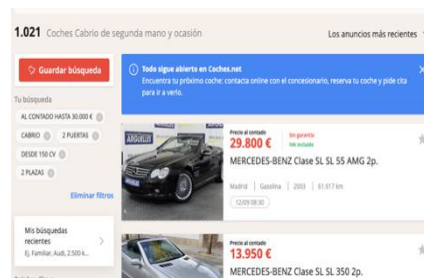 1.021 Coches Cabrio de segunda mano y ocasión
Los anuncios más recientes
Guardar búsqueda
Todo sigue abierto en Coches.net
Encuentra tu próximo coche: contacta online con el concesionario, reserva tu coche y pide cita
para ir a verlo.
Tu búsqueda
AL CONTADO HASTA 30.000 €
CABRIO
2 PUERTAS
DESDE 150 CV
2 PLAZAS
Eliminar filtros
Mis búsquedas
recientes
Ej. Familiar, Audi, 2.500 k...
ARGÜELLES
Precio al contado
29.800 €
Sin garantía
IVA incluido
MERCEDES-BENZ Clase SL SL 55 AMG 2p.
Madrid | Gasolina | 2003 | 61.917 km
12/09 08:30
Precio al contado
13.950 €
MERCEDES-BENZ Clase SL SL 350 2p.